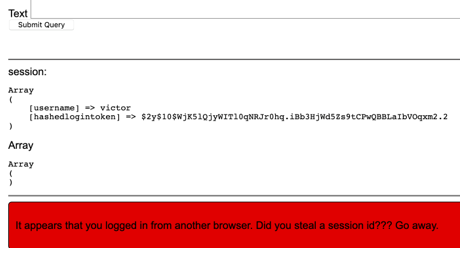 Text
Submit Query
session:
Array
(
[username] => victor
[hashedlogintoken] => $2y$10$WjK5lQjyWITl0qNRJr0hq.iBb3HjWd5Zs9tCPwQBBLaIbVOqxm2.2
)
Array
Array
(
)
It appears that you logged in from another browser. Did you steal a session id??? Go away.